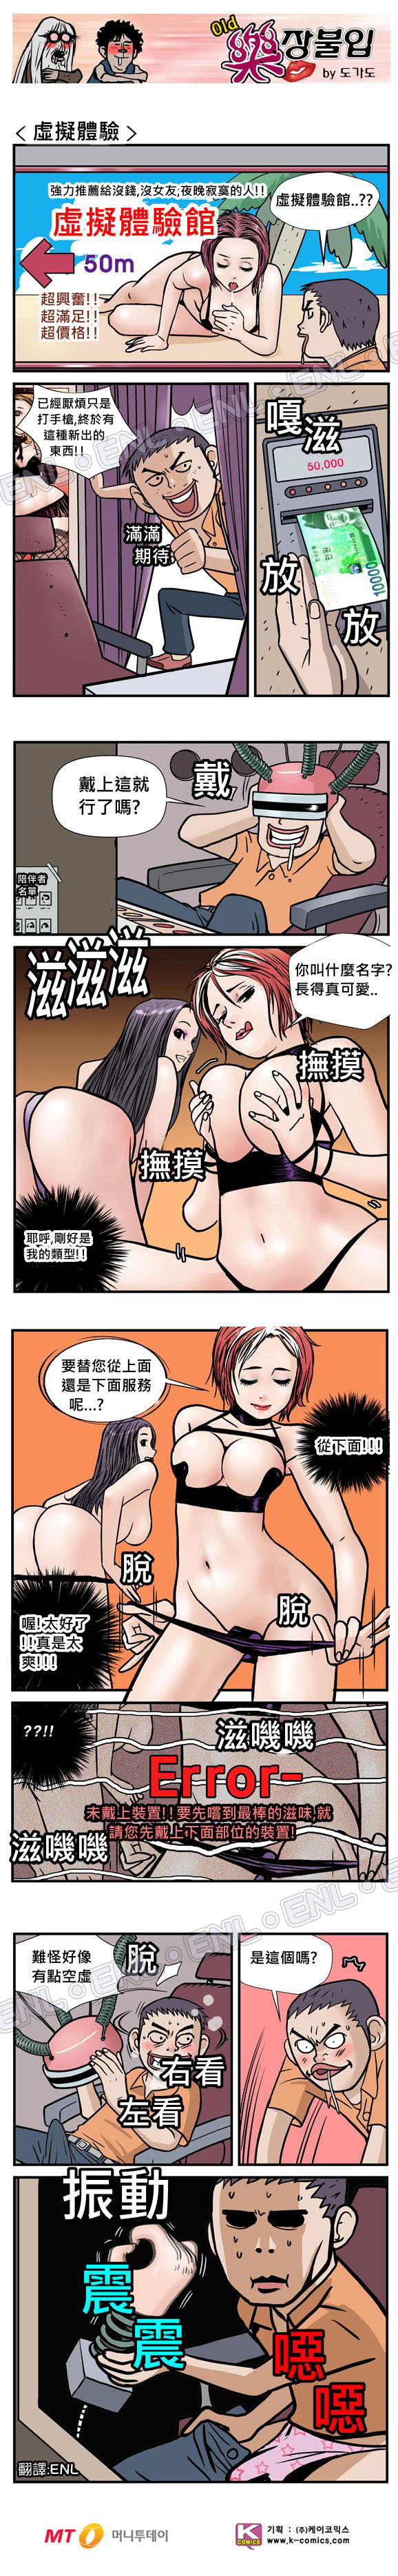 Old
樂장불입
by 도가도
< 虛擬體驗 >
強力推薦給沒錢,沒女友;夜晚寂寞的人!!
虛擬體驗館
50m
超興奮!!
超滿足!!
超價格!!
虛擬體驗館..??
已經厭煩只是
打手槍,終於有
這種新出的
東西!!
滿滿
期待
嘎
滋
50,000
10000
放
放
戴上這就
行了嗎?
戴
陪伴者
名單
滋滋滋
你叫什麼名字?
長得真可愛..
撫摸
撫摸
耶呼,剛好是
我的類型!!
要替您從上面
還是下面服務
呢...?
從下面!!!
脫
脫
喔!太好了
!!真是太
爽!!!
??!!
滋嘰嘰
Error-
未戴上裝置!!要先嚐到最棒的滋味,就
請您先戴上下面部位的裝置!
滋嘰嘰
難怪好像
有點空虛
脫
右看
左看
是這個嗎?
振動
震
震
噁
噁
翻譯:ENL
MT 머니투데이
K COMICS
기획 : (주)케이코믹스
www.k-comics.com
ENL
ENL
ENL
ENL